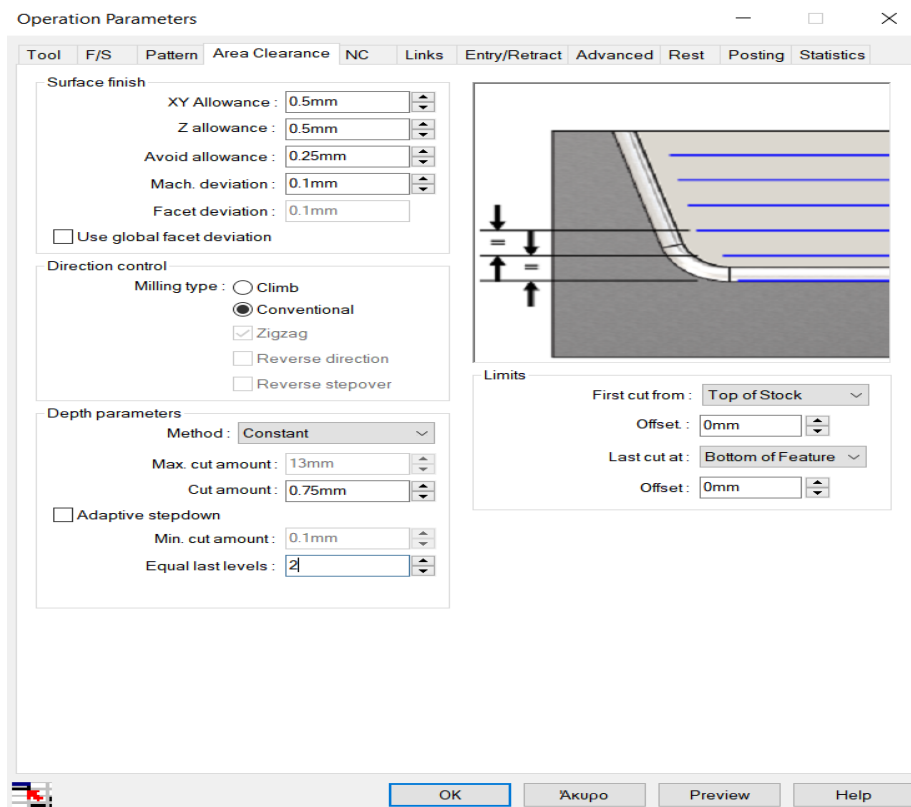 Operation Parameters
Tool F/S Pattern Area Clearance NC Links Entry/Retract Advanced Rest Posting Statistics
Surface finish
XY Allowance : 0.5mm
Z allowance : 0.5mm
Avoid allowance : 0.25mm
Mach. deviation : 0.1mm
Facet deviation : 0.1mm
Use global facet deviation
Direction control
Milling type : Climb
Conventional
Zigzag
Reverse direction
Reverse stepover
Depth parameters
Method : Constant
Max. cut amount : 13mm
Cut amount : 0.75mm
Adaptive stepdown
Min. cut amount : 0.1mm
Equal last levels : 2
=
=
Limits
First cut from : Top of Stock
Offset. : 0mm
Last cut at : Bottom of Feature
Offset : 0mm
OK Άκυρο Preview Help